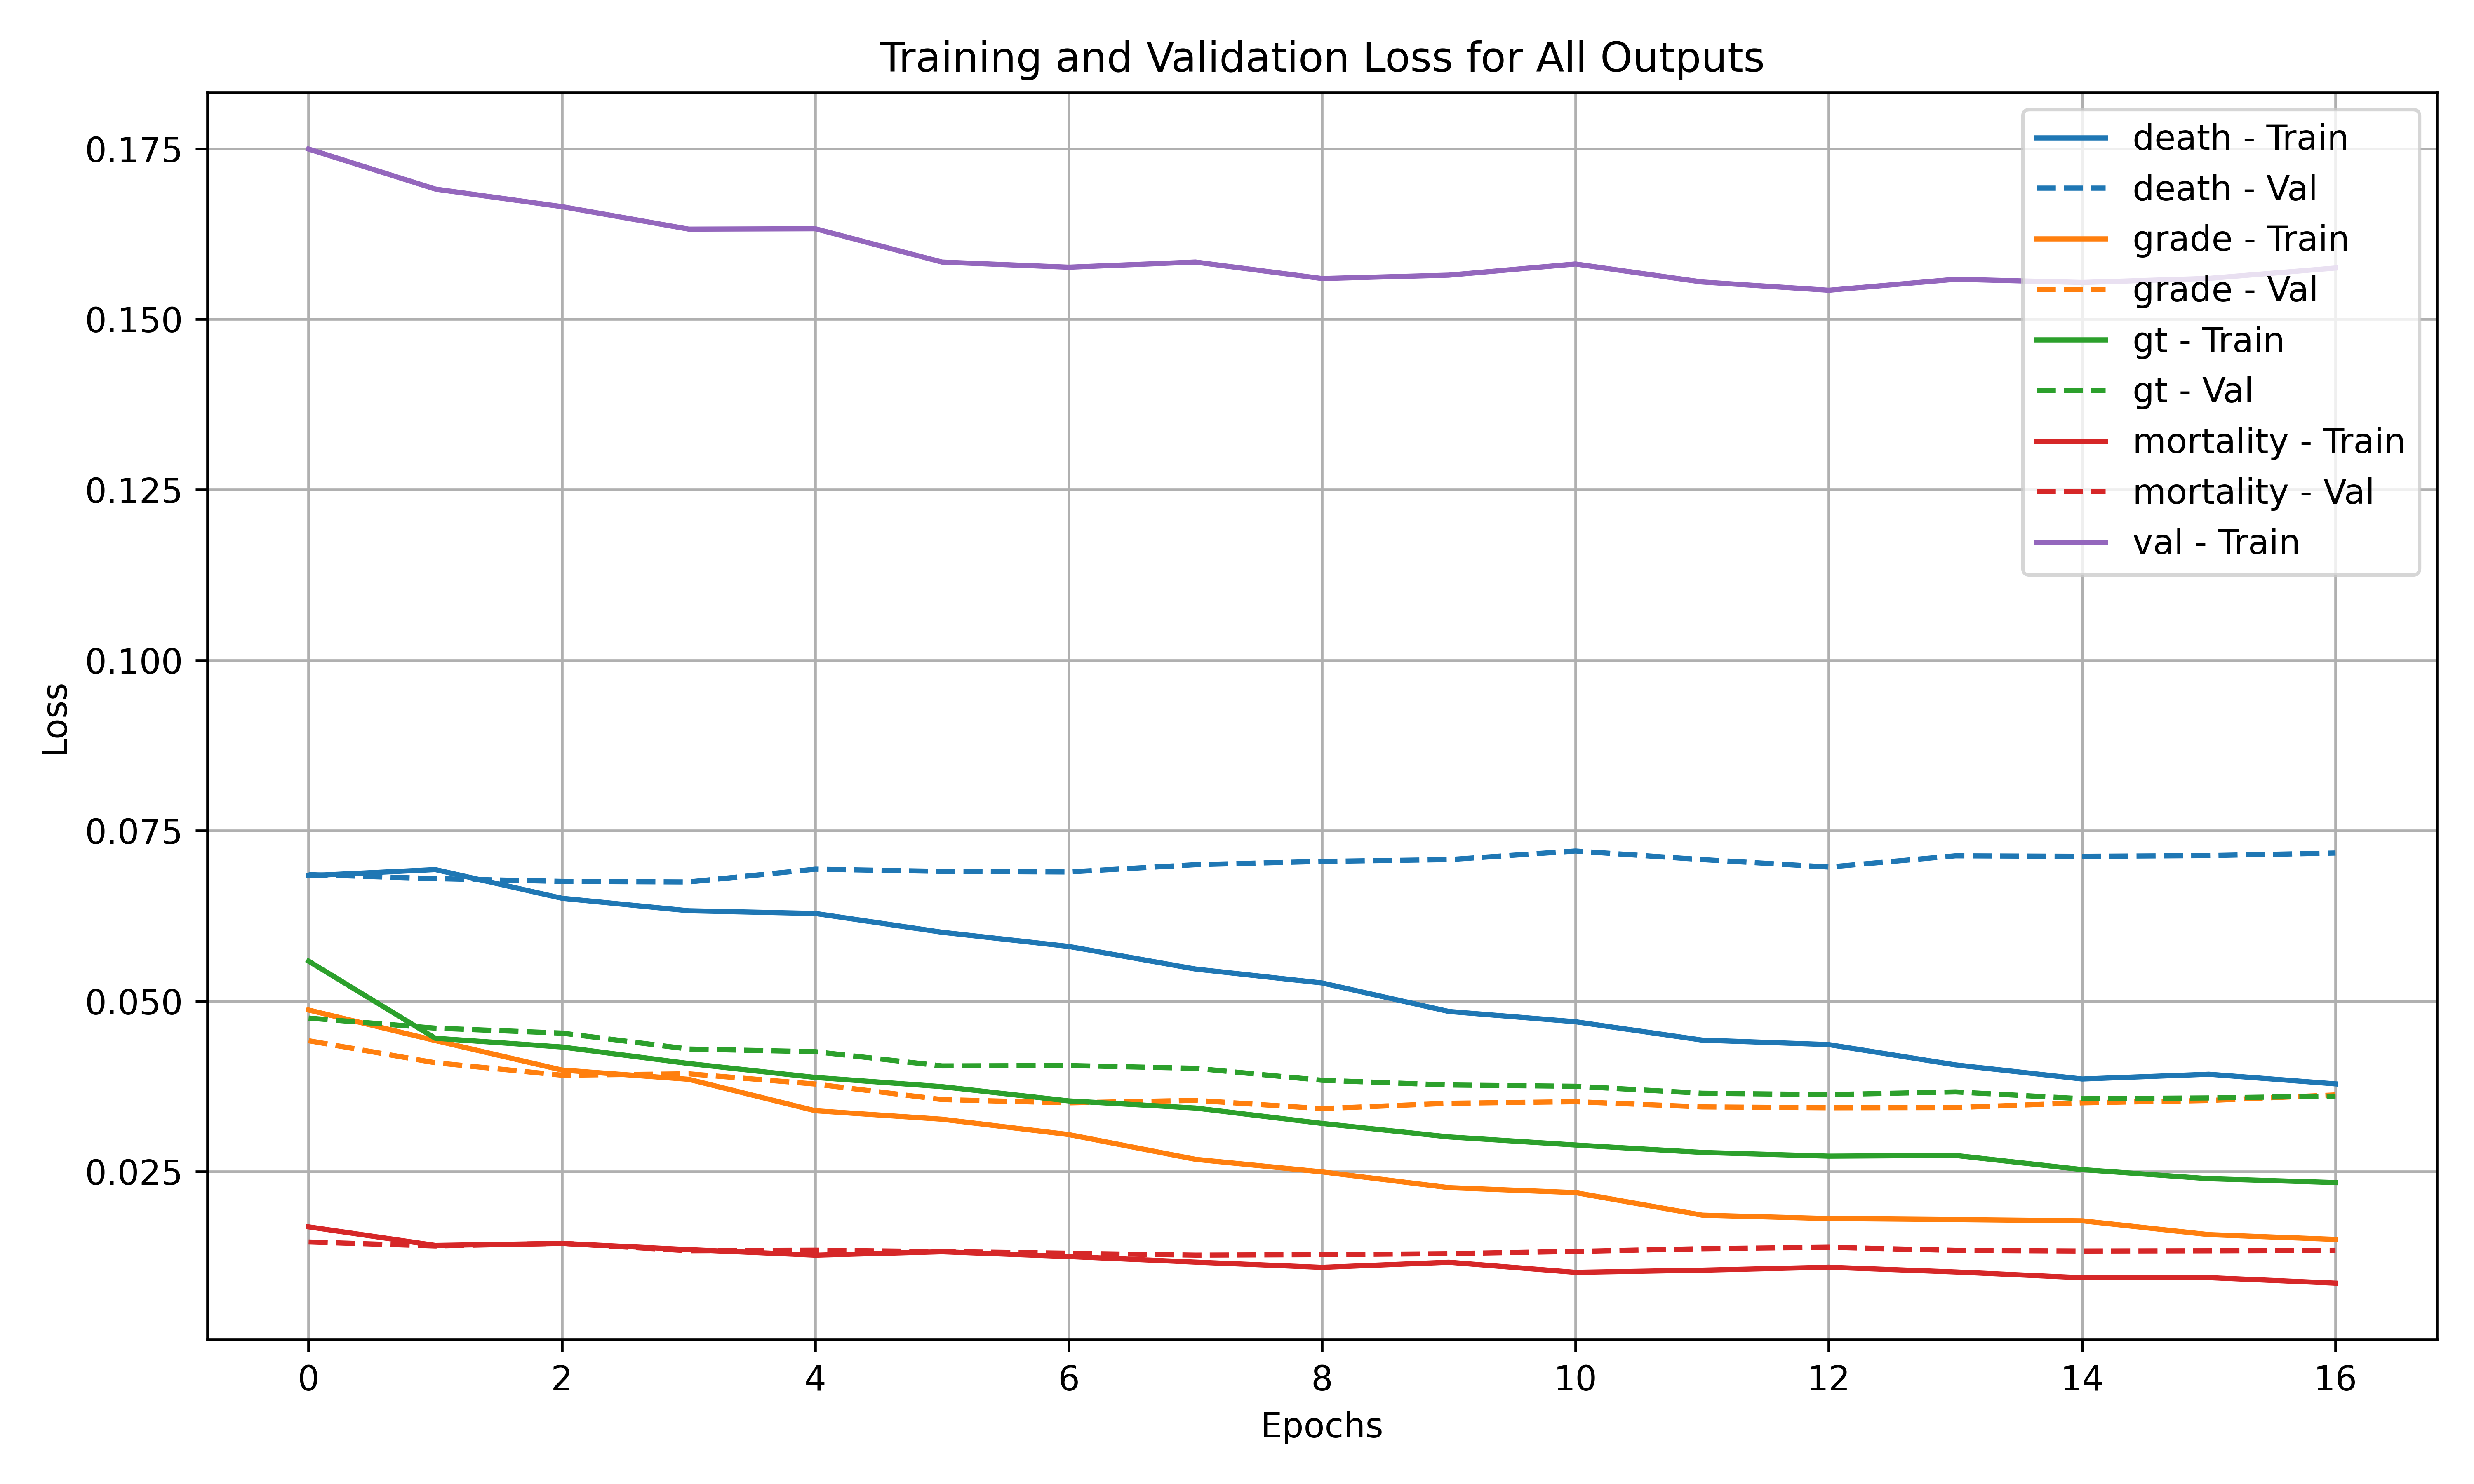 Training and Validation Loss for All Outputs
0.175
0.150
0.125
0.100
0.075
0.050
0.025
Loss
0 2 4 6 8 10 12 14 16
Epochs
death - Train
death - Val
grade - Train
grade - Val
gt - Train
gt - Val
mortality - Train
mortality - Val
val - Train